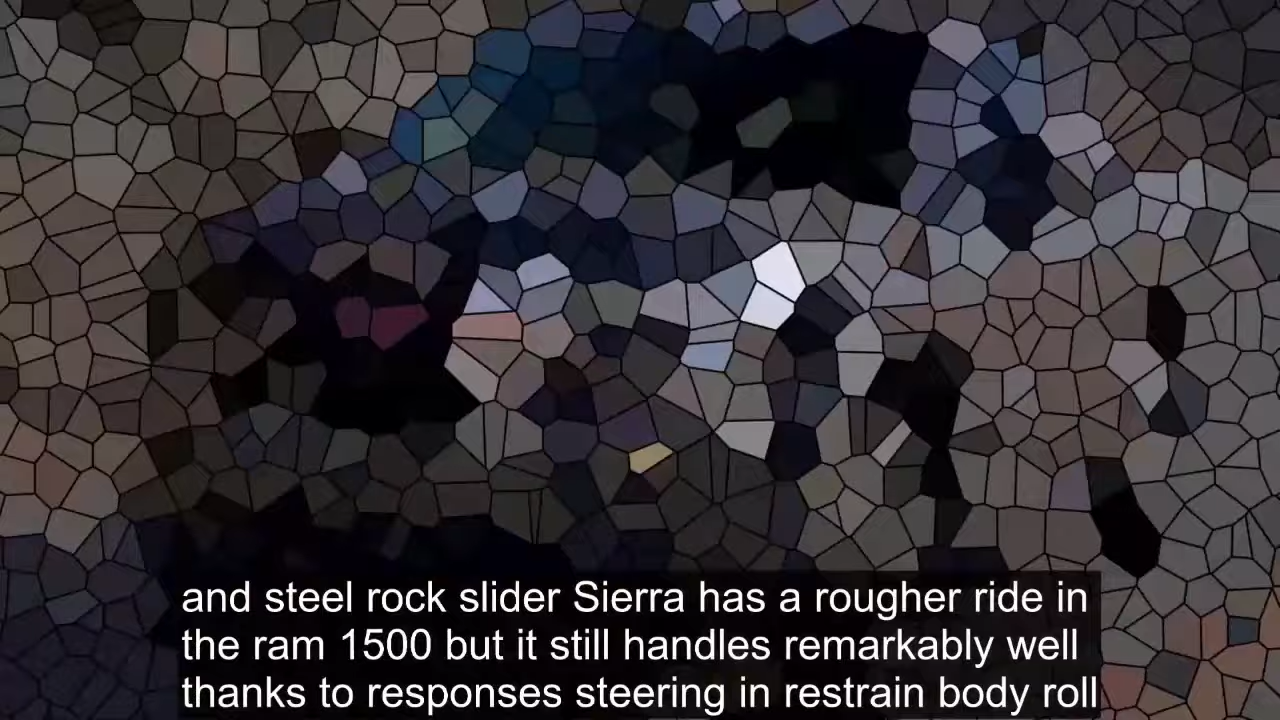 and steel rock slider Sierra has a rougher ride in
the ram 1500 but it still handles remarkably well
thanks to responses steering in restrain body roll